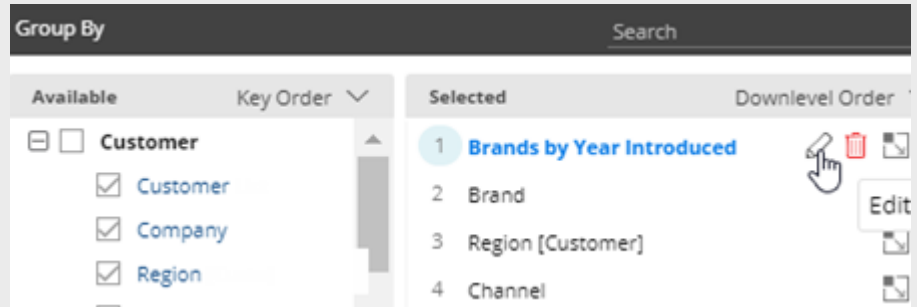 Group By
Search
Available
Key Order
Customer
Customer
Company
Region
Selected
Downlevel Order
1 Brands by Year Introduced
Edit
2 Brand
3 Region [Customer]
4 Channel